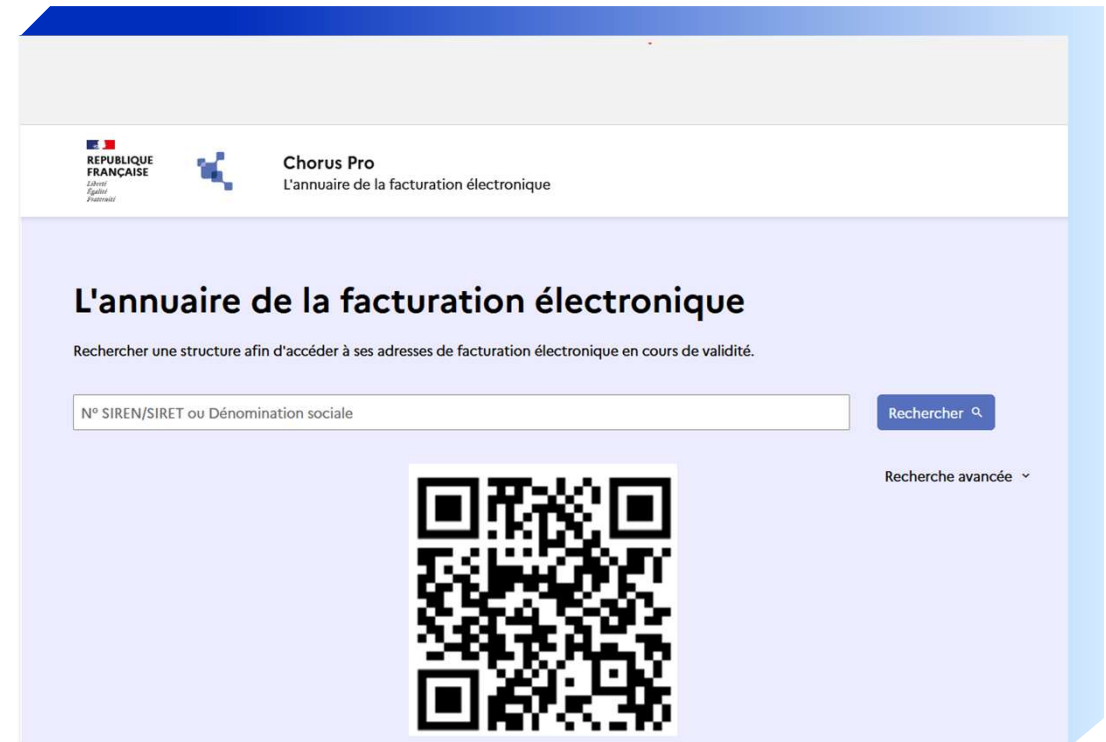 REPUBLIQUE
FRANÇAISE
Liberté
Égalité
Fraternité
Chorus Pro
L'annuaire de la facturation électronique
L'annuaire de la facturation électronique
Rechercher une structure afin d'accéder à ses adresses de facturation électronique en cours de validité.
N° SIREN/SIRET ou Dénomination sociale
Rechercher
Recherche avancée